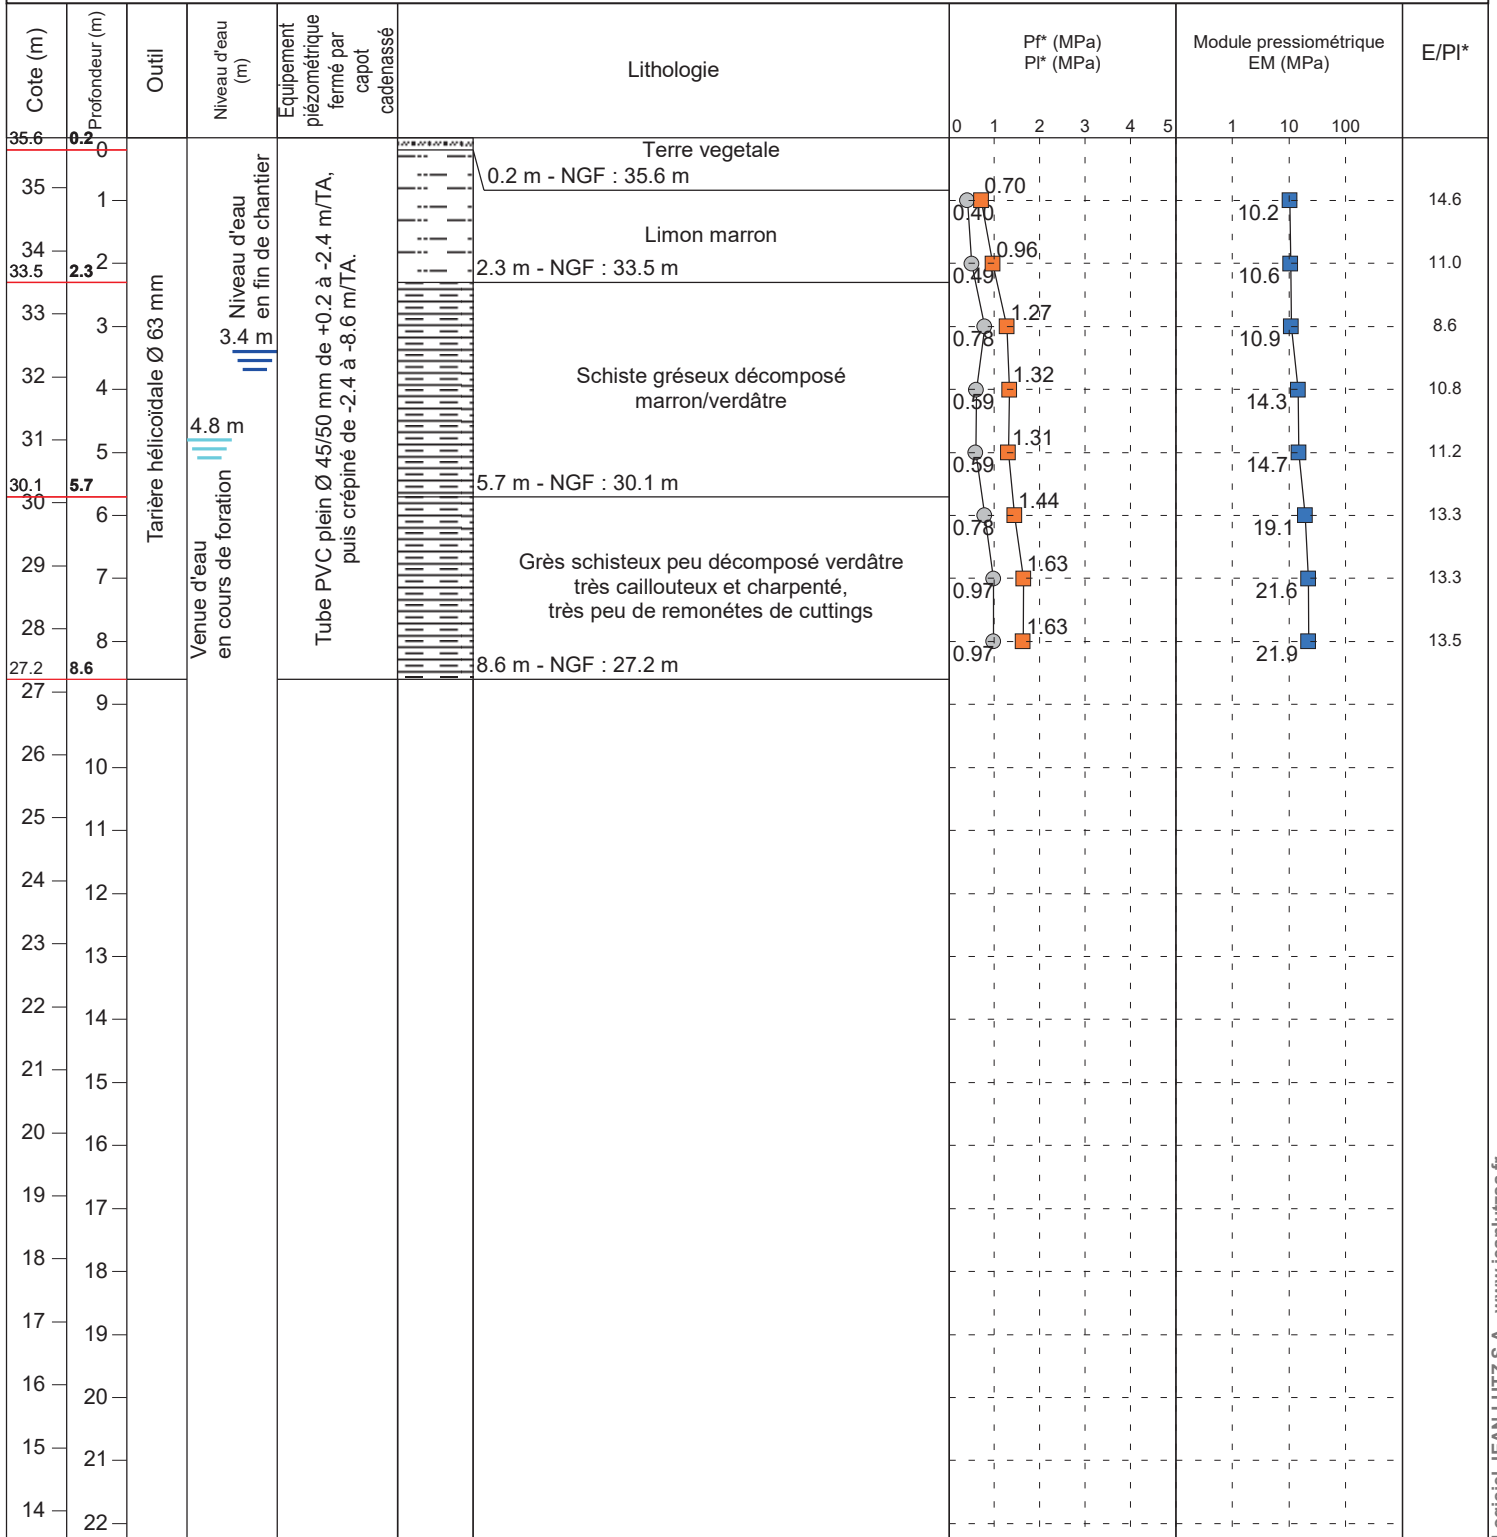 Cote (m)
Profondeur (m)
Outil
Niveau d'eau
(m)
Equipement
piézométrique
fermé par
capot
cadenassé
Lithologie
Pf* (MPa)
Pl* (MPa)
0 1 2 3 4 5
Module pressiométrique
EM (MPa)
1 10 100
E/Pl*
35.6 0.2
0
35
1
34
33.5 2.3
2
33
3
32
4
31
5
30.1 5.7
30
6
29
7
28
8
27.2 8.6
27
9
26
10
25
11
24
12
23
13
22
14
21
15
20
16
19
17
18
18
17
19
16
20
15
21
14
22
Tarière hélicoïdale Ø 63 mm
Niveau d'eau
en fin de chantier
3.4 m
4.8 m
Venue d'eau
en cours de foration
Tube PVC plein Ø 45/50 mm de +0.2 à -2.4 m/TA,
puis crépiné de -2.4 à -8.6 m/TA.
Terre vegetale
0.2 m - NGF : 35.6 m
Limon marron
2.3 m - NGF : 33.5 m
Schiste gréseux décomposé
marron/verdâtre
5.7 m - NGF : 30.1 m
Grès schisteux peu décomposé verdâtre
très caillouteux et charpenté,
très peu de remonétes de cuttings
8.6 m - NGF : 27.2 m
0.70
0.40 10.2 14.6
0.96
0.49 10.6 11.0
1.27
0.78 10.9 8.6
1.32
0.59 14.3 10.8
1.31
0.59 14.7 11.2
1.44
0.78 19.1 13.3
1.63
0.97 21.6 13.3
1.63
0.97 21.9 13.5